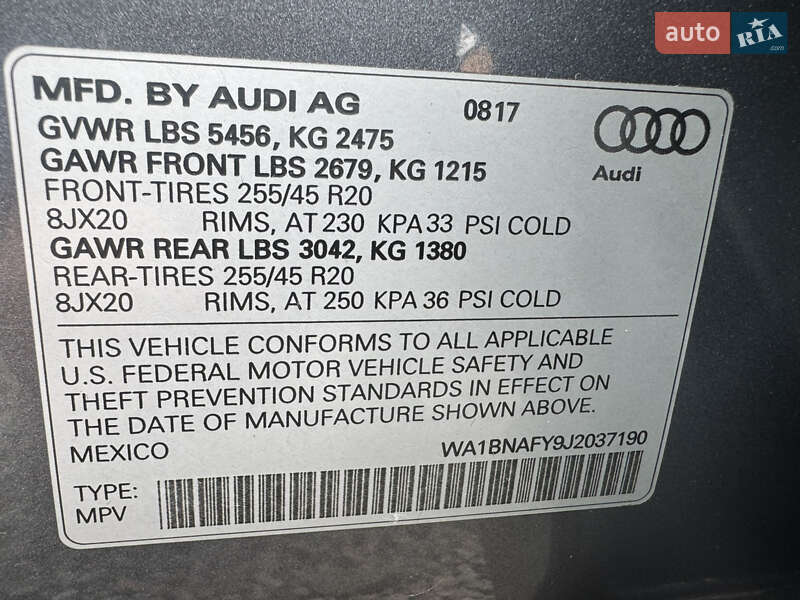 auto RIA.com
MFD. BY AUDI AG 0817
GVWR LBS 5456, KG 2475
GAWR FRONT LBS 2679, KG 1215
Audi
FRONT-TIRES 255/45 R20
8JX20 RIMS, AT 230 KPA 33 PSI COLD
GAWR REAR LBS 3042, KG 1380
REAR-TIRES 255/45 R20
8JX20 RIMS, AT 250 KPA 36 PSI COLD
THIS VEHICLE CONFORMS TO ALL APPLICABLE
U.S. FEDERAL MOTOR VEHICLE SAFETY AND
THEFT PREVENTION STANDARDS IN EFFECT ON
THE DATE OF MANUFACTURE SHOWN ABOVE.
MEXICO WA1BNAFY9J2037190
TYPE:
MPV